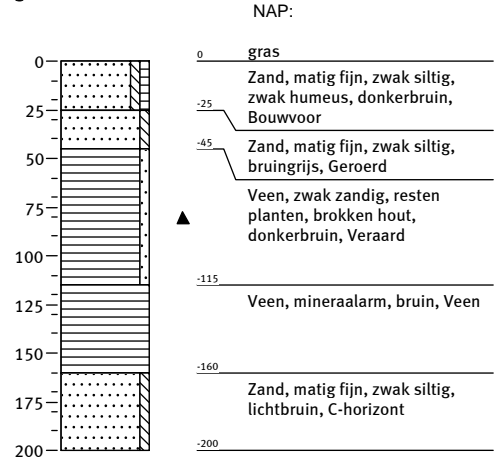 NAP:
0
25
50
75
100
125
150
175
200
0
gras
Zand, matig fijn, zwak siltig,
zwak humeus, donkerbruin,
Bouwvoor
-25
Zand, matig fijn, zwak siltig,
bruingrijs, Geroerd
-45
Veen, zwak zandig, resten
planten, brokken hout,
donkerbruin, Veraard
-115
Veen, mineraalarm, bruin, Veen
-160
Zand, matig fijn, zwak siltig,
lichtbruin, C-horizont
-200